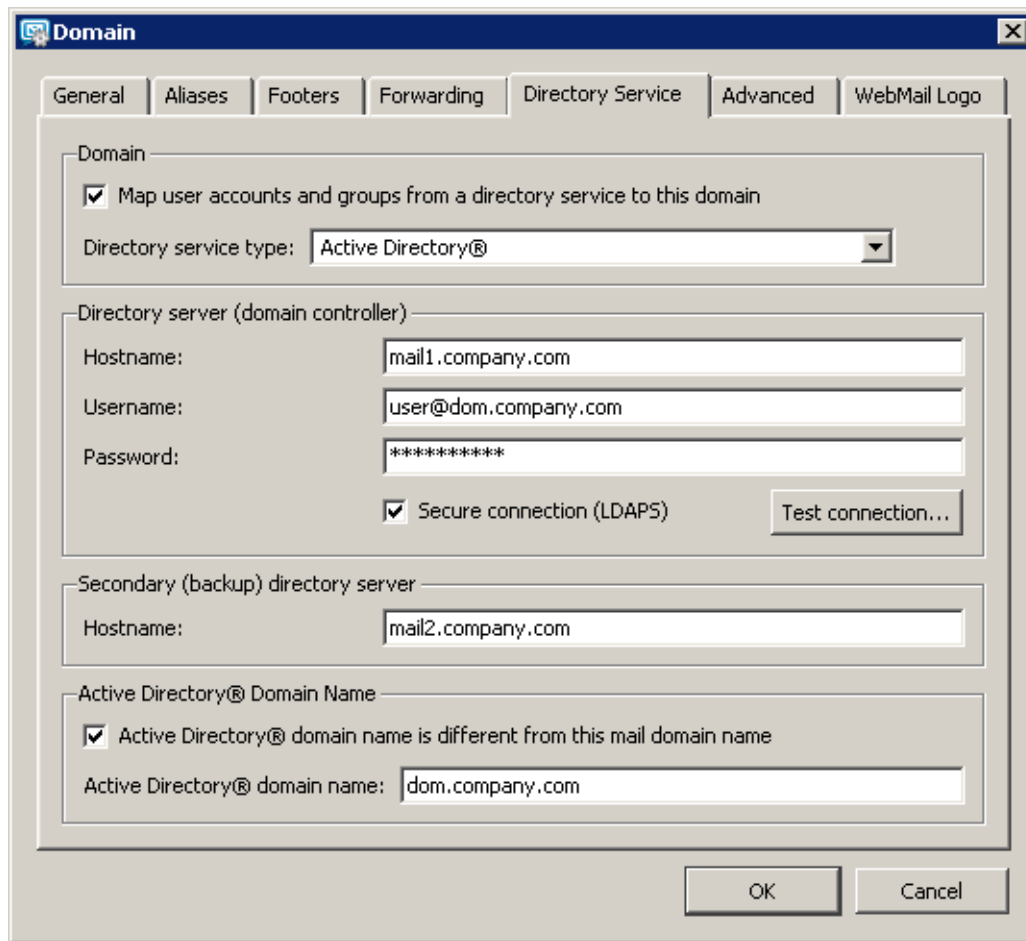 Domain
General Aliases Footers Forwarding Directory Service Advanced WebMail Logo
Domain
Map user accounts and groups from a directory service to this domain
Directory service type: Active Directory®
Directory server (domain controller)
Hostname: mail1.company.com
Username: user@dom.company.com
Password: **********
Secure connection (LDAPS) Test connection...
Secondary (backup) directory server
Hostname: mail2.company.com
Active Directory® Domain Name
Active Directory® domain name is different from this mail domain name
Active Directory® domain name: dom.company.com
OK Cancel